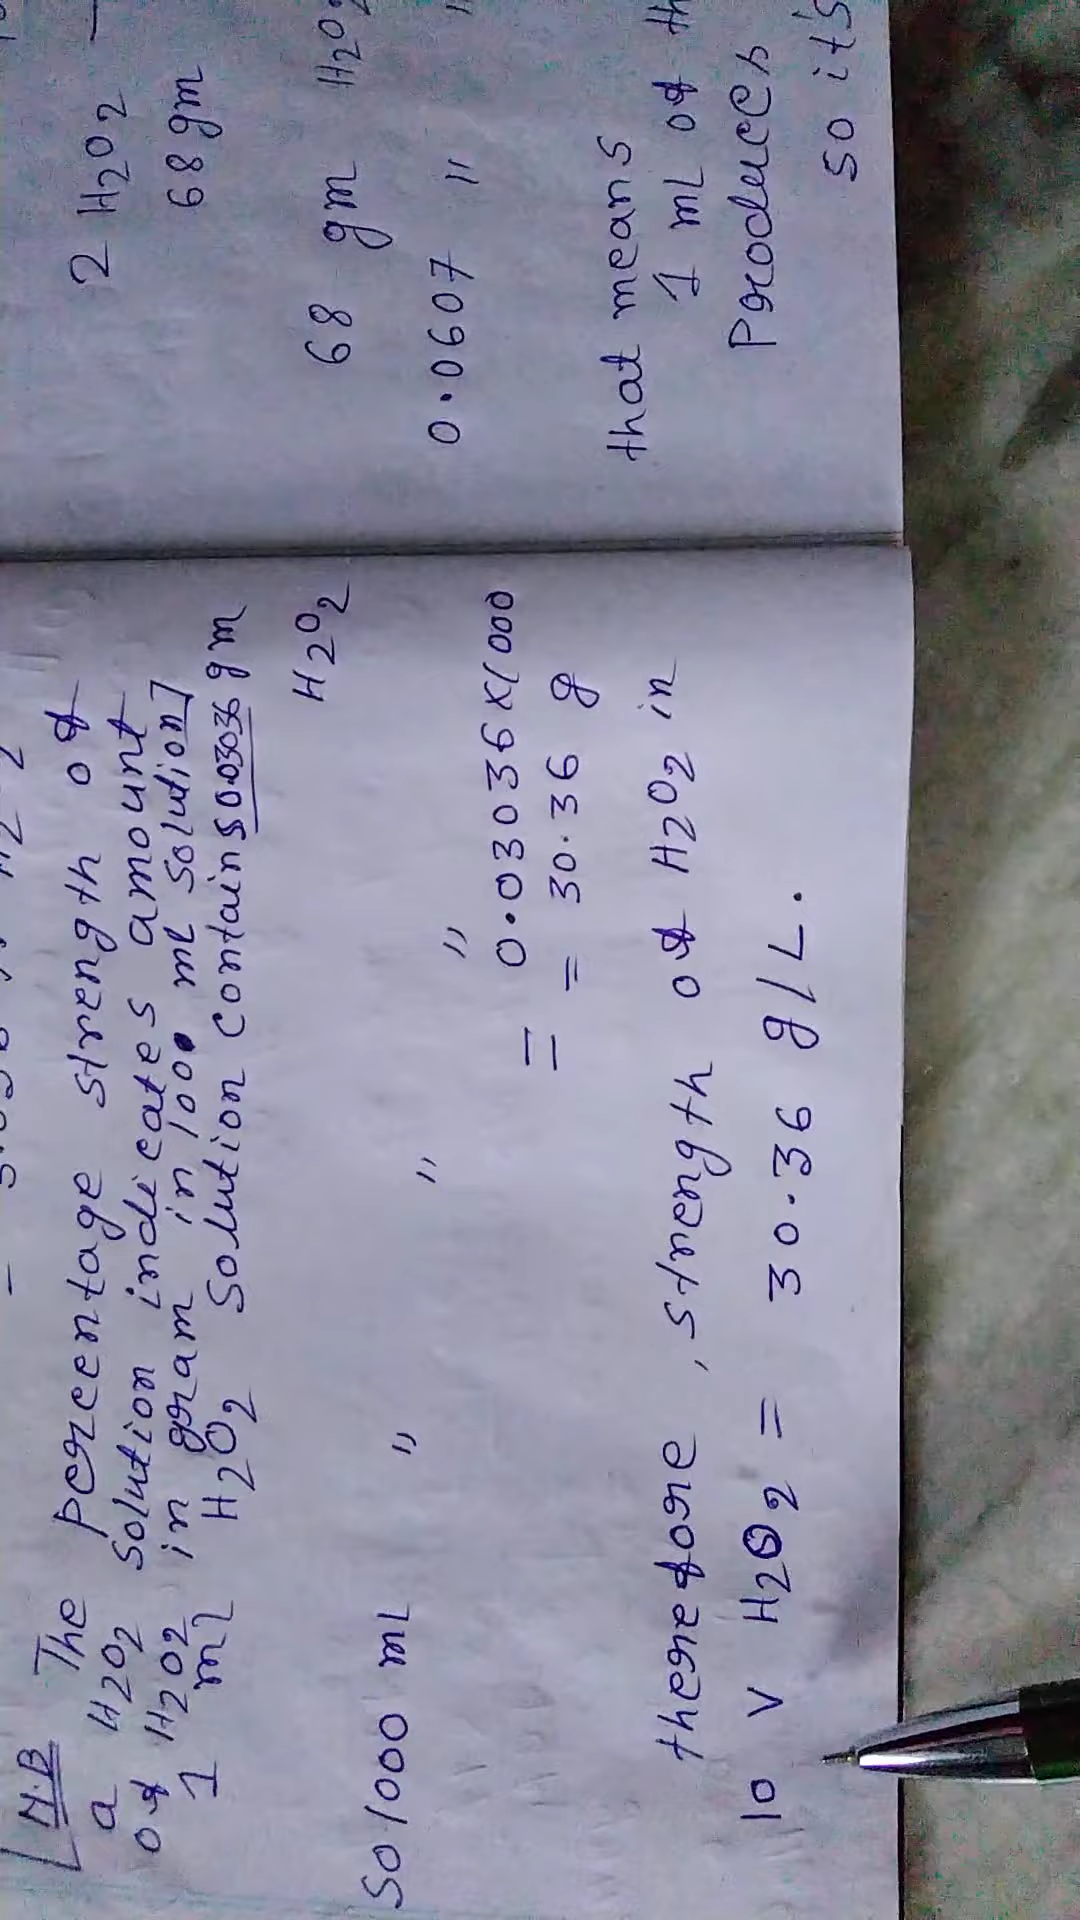 [N.B The percentage strength of
a H2O2 solution indicates amount
of H2O2 in gram in 100 ml solution]
1 ml H2O2 solution contains 0.03036 gm
H2O2
So 1000 ml " " "
= 0.03036 x 1000
= 30.36 g
therefore, strength of H2O2 in
10 V H2O2 = 30.36 g/L.
2 H2O2
68 gm
68 gm H2O2
0.0607 " "
that means
1 mL of
Produces
so it's